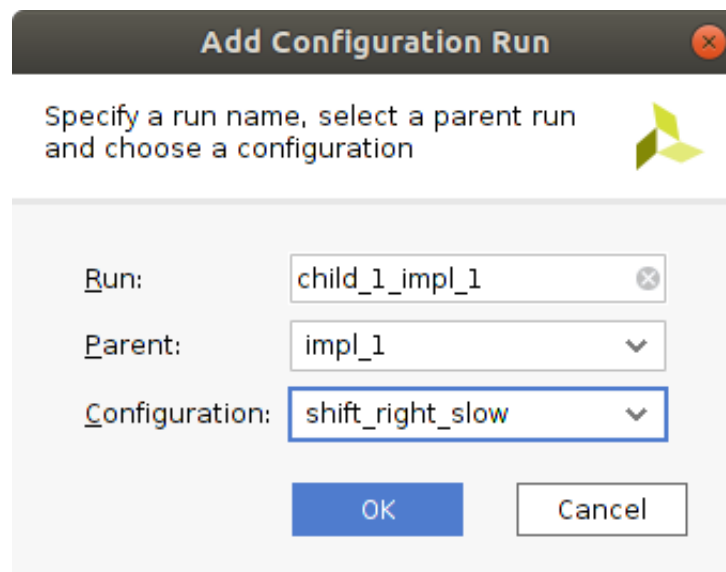 Add Configuration Run
Specify a run name, select a parent run
and choose a configuration
Run: child_1_impl_1
Parent: impl_1
Configuration: shift_right_slow
OK Cancel